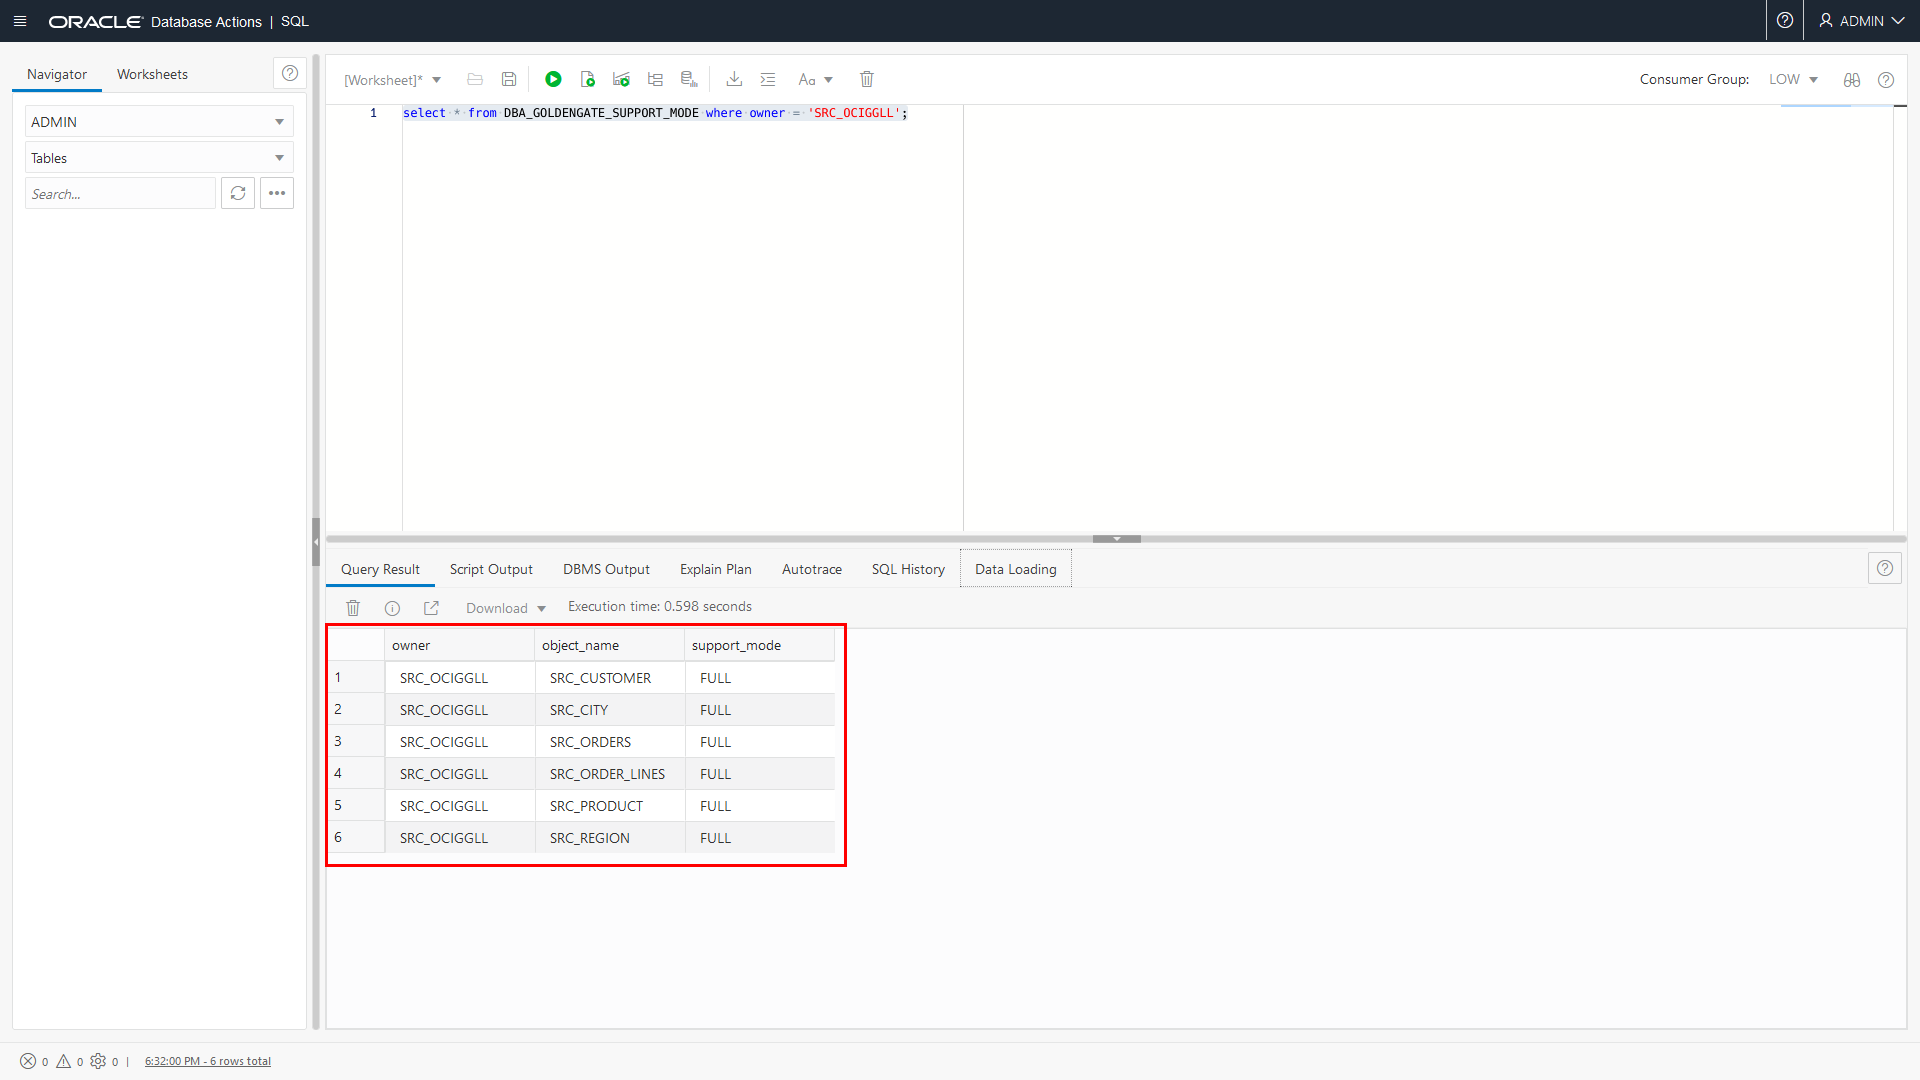 ORACLE Database Actions | SQL
ADMIN
Navigator
Worksheets
ADMIN
Tables
Search...
[Worksheet]*
Aa
Consumer Group: LOW
1 select * from DBA_GOLDENGATE_SUPPORT_MODE where owner = 'SRC_OCIGGLL';
Query Result
Script Output
DBMS Output
Explain Plan
Autotrace
SQL History
Data Loading
Download
Execution time: 0.598 seconds
owner object_name support_mode
1 SRC_OCIGGLL SRC_CUSTOMER FULL
2 SRC_OCIGGLL SRC_CITY FULL
3 SRC_OCIGGLL SRC_ORDERS FULL
4 SRC_OCIGGLL SRC_ORDER_LINES FULL
5 SRC_OCIGGLL SRC_PRODUCT FULL
6 SRC_OCIGGLL SRC_REGION FULL
0 0 0 | 6:32:00 PM - 6 rows total